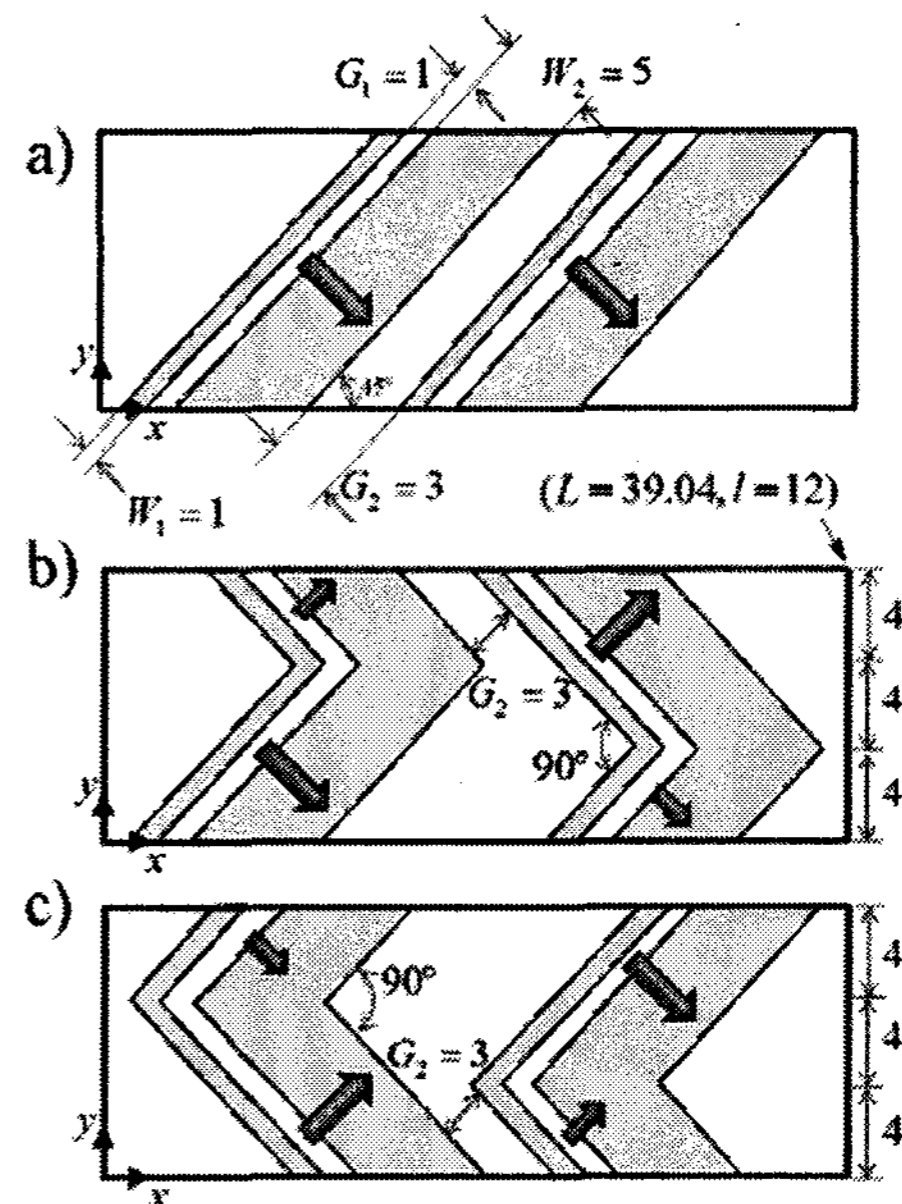 G₁ = 1
W₂ = 5
a)
y
45°
x
G₂ = 3
W₁ = 1
(L = 39.04, l = 12)
b)
4
G₂ = 3
4
90°
y
4
x
c)
4
90°
G₂ = 3
4
y
4
x